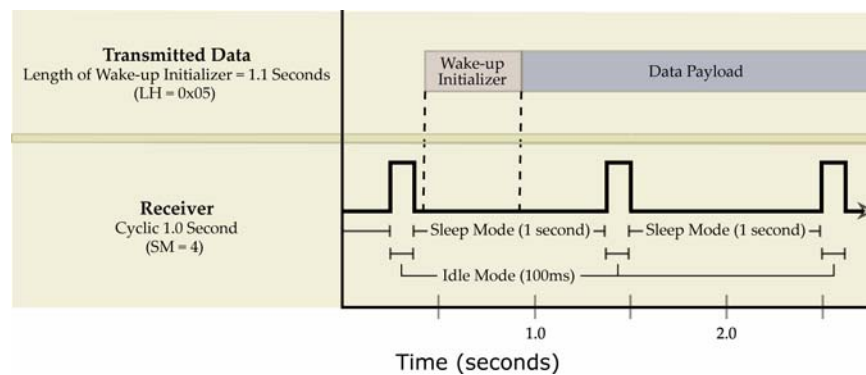 Transmitted Data
Length of Wake-up Initializer = 1.1 Seconds
(LH = 0x05)
Wake-up
Initializer
Data Payload
Receiver
Cyclic 1.0 Second
(SM = 4)
Sleep Mode (1 second)
Sleep Mode (1 second)
Idle Mode (100ms)
1.0
2.0
Time (seconds)